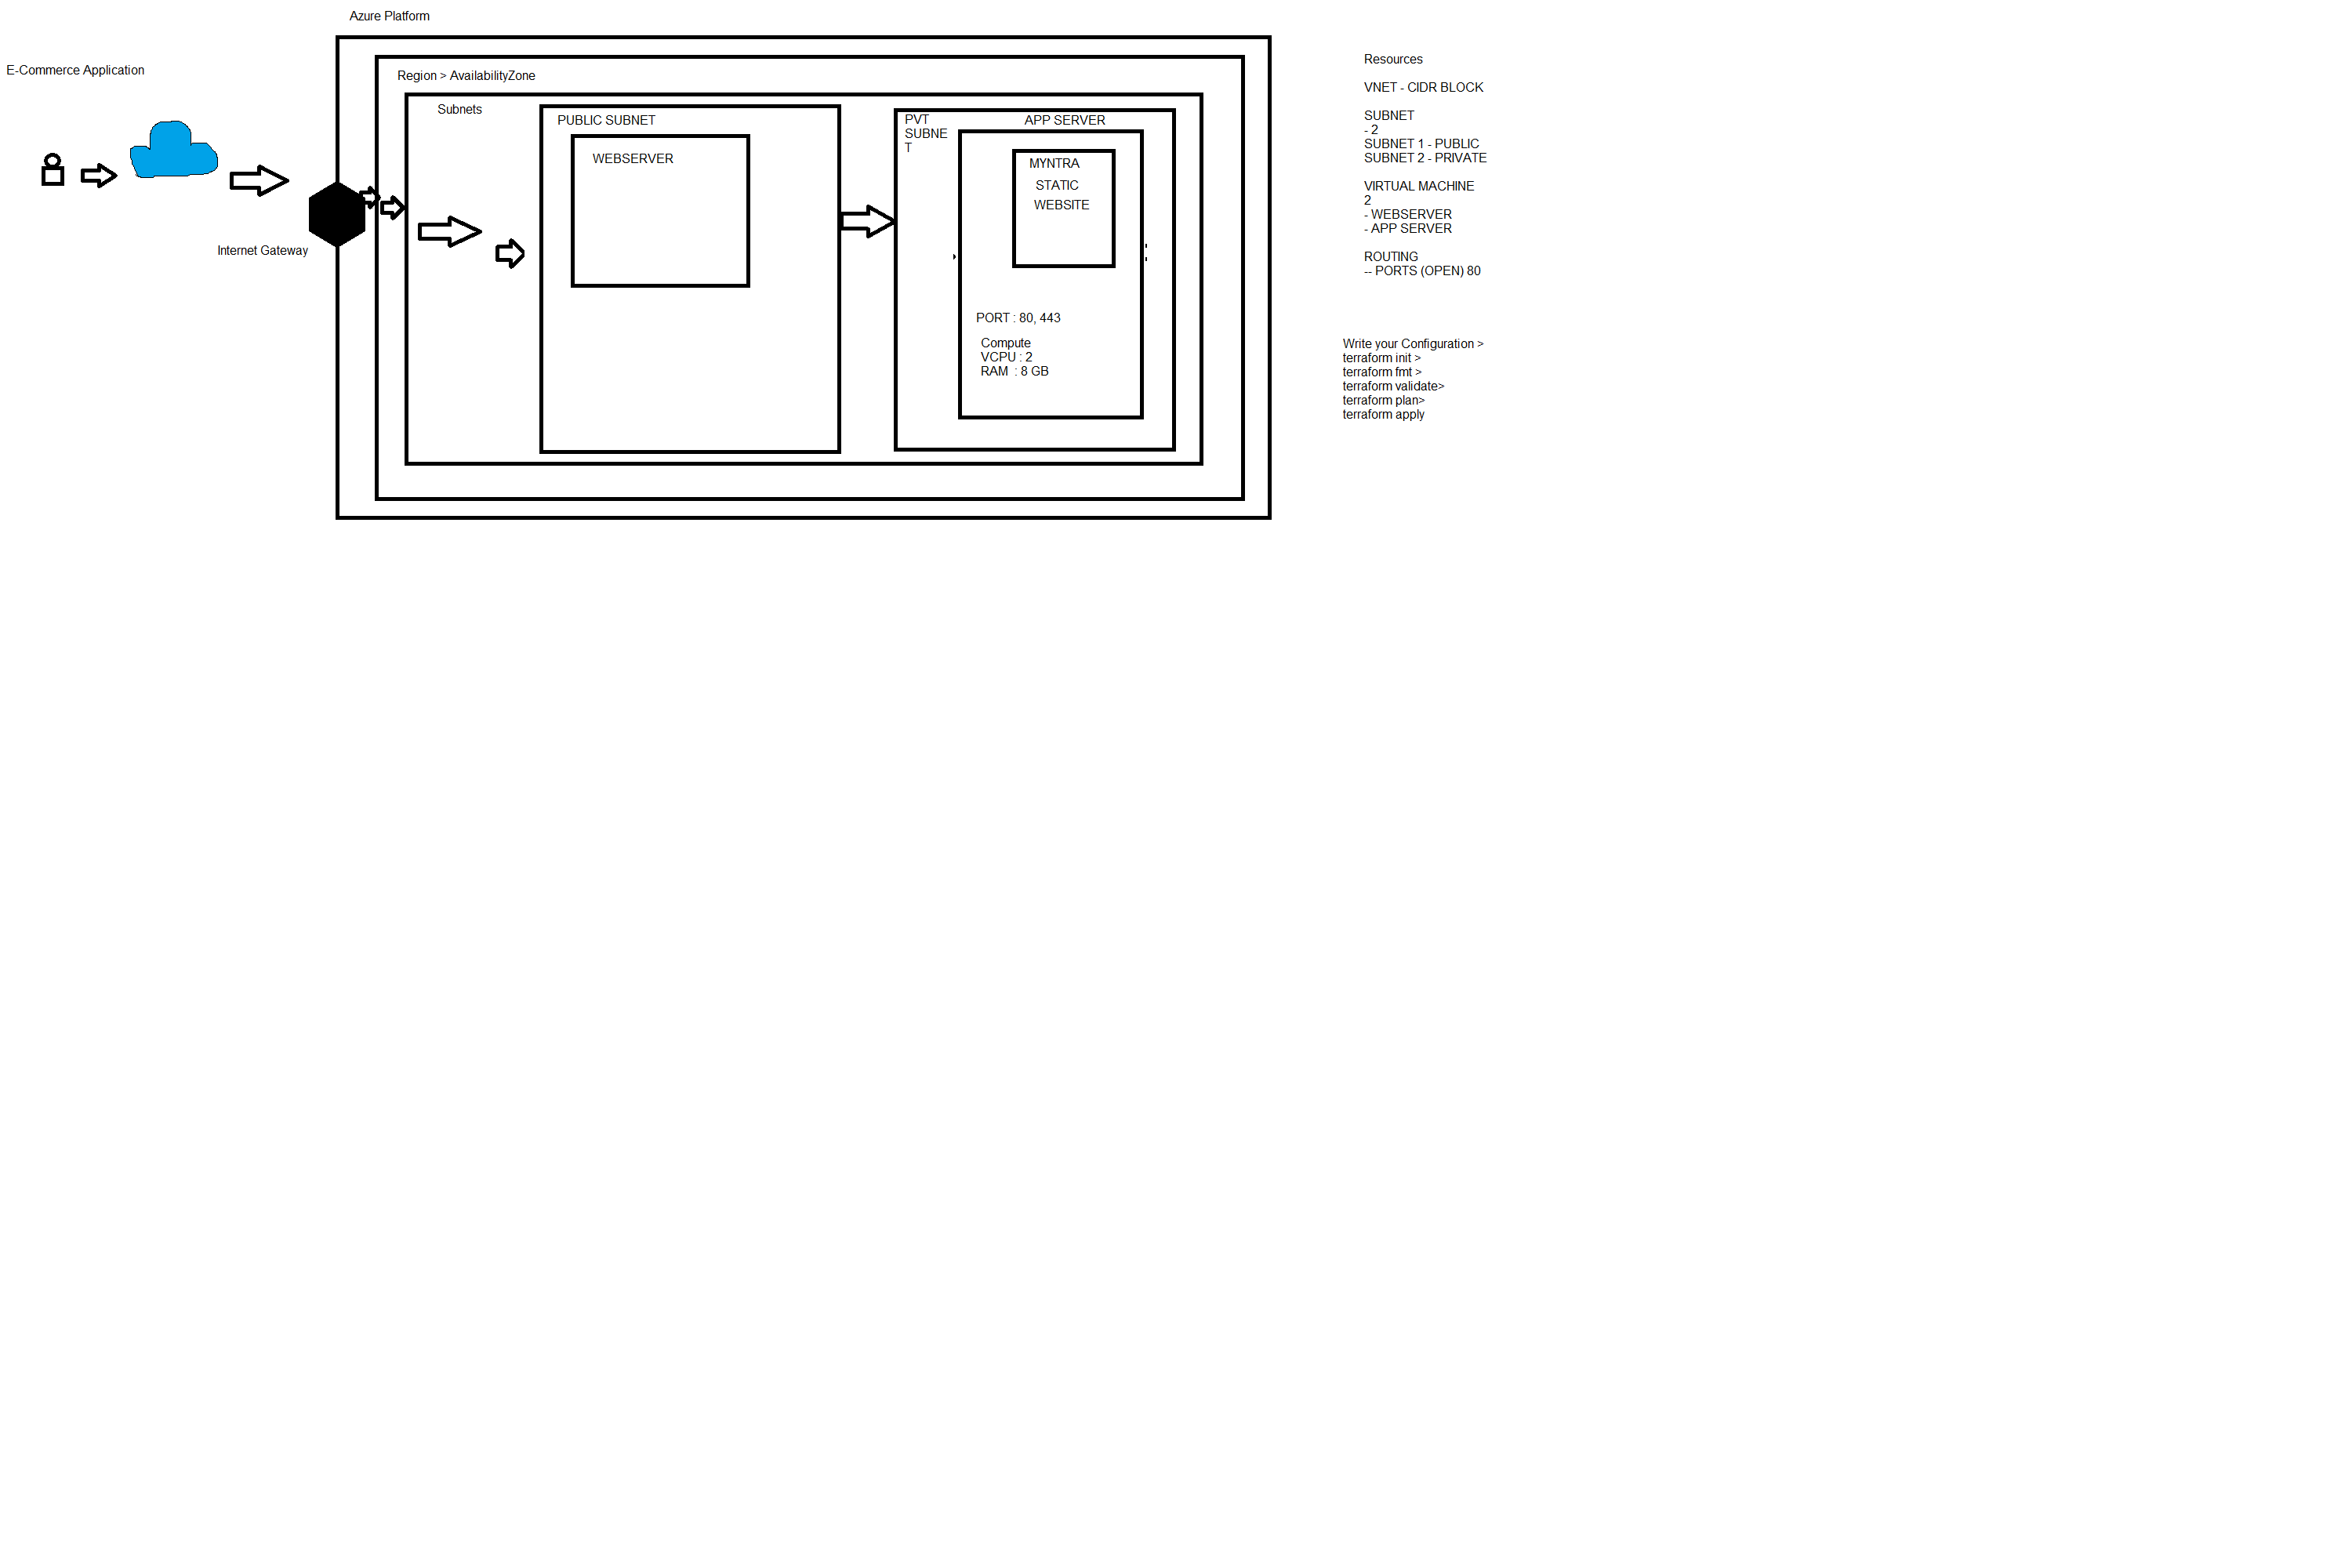 Azure Platform
E-Commerce Application
Region > AvailabilityZone
Subnets
PUBLIC SUBNET
WEBSERVER
PVT
SUBNE
T
APP SERVER
MYNTRA
STATIC
WEBSITE
Internet Gateway
PORT : 80, 443
Compute
VCPU : 2
RAM  : 8 GB
Resources
VNET - CIDR BLOCK
SUBNET
- 2
SUBNET 1 - PUBLIC
SUBNET 2 - PRIVATE
VIRTUAL MACHINE
2
- WEBSERVER
- APP SERVER
ROUTING
-- PORTS (OPEN) 80
Write your Configuration >
terraform init >
terraform fmt >
terraform validate>
terraform plan>
terraform apply